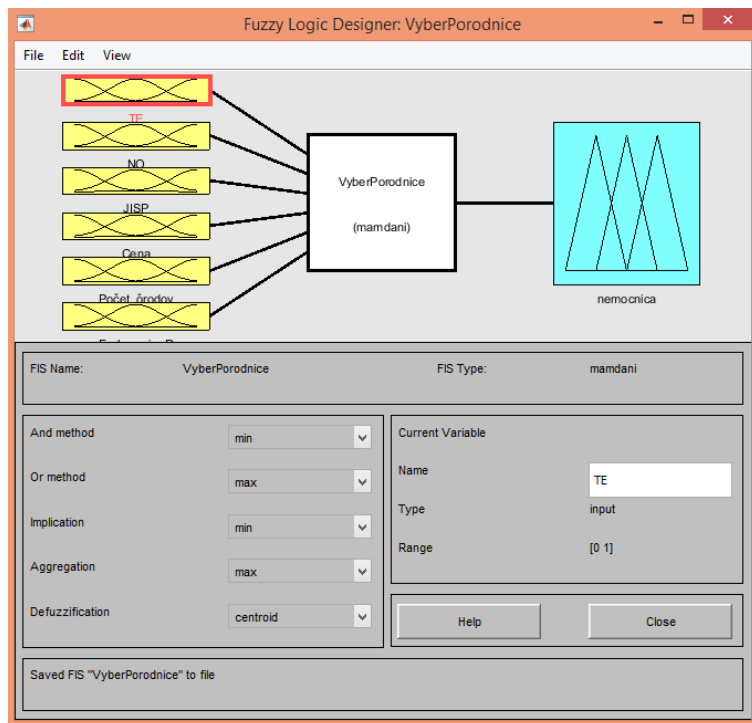 Fuzzy Logic Designer: VyberPorodnice
File Edit View
TE
NO
JISP
Cena
VyberPorodnice
(mamdani)
nemocnica
FIS Name: VyberPorodnice FIS Type: mamdani
And method min
Or method max
Implication min
Aggregation max
Defuzzification centroid
Current Variable
Name TE
Type input
Range [0 1]
Help Close
Saved FIS "VyberPorodnice" to file